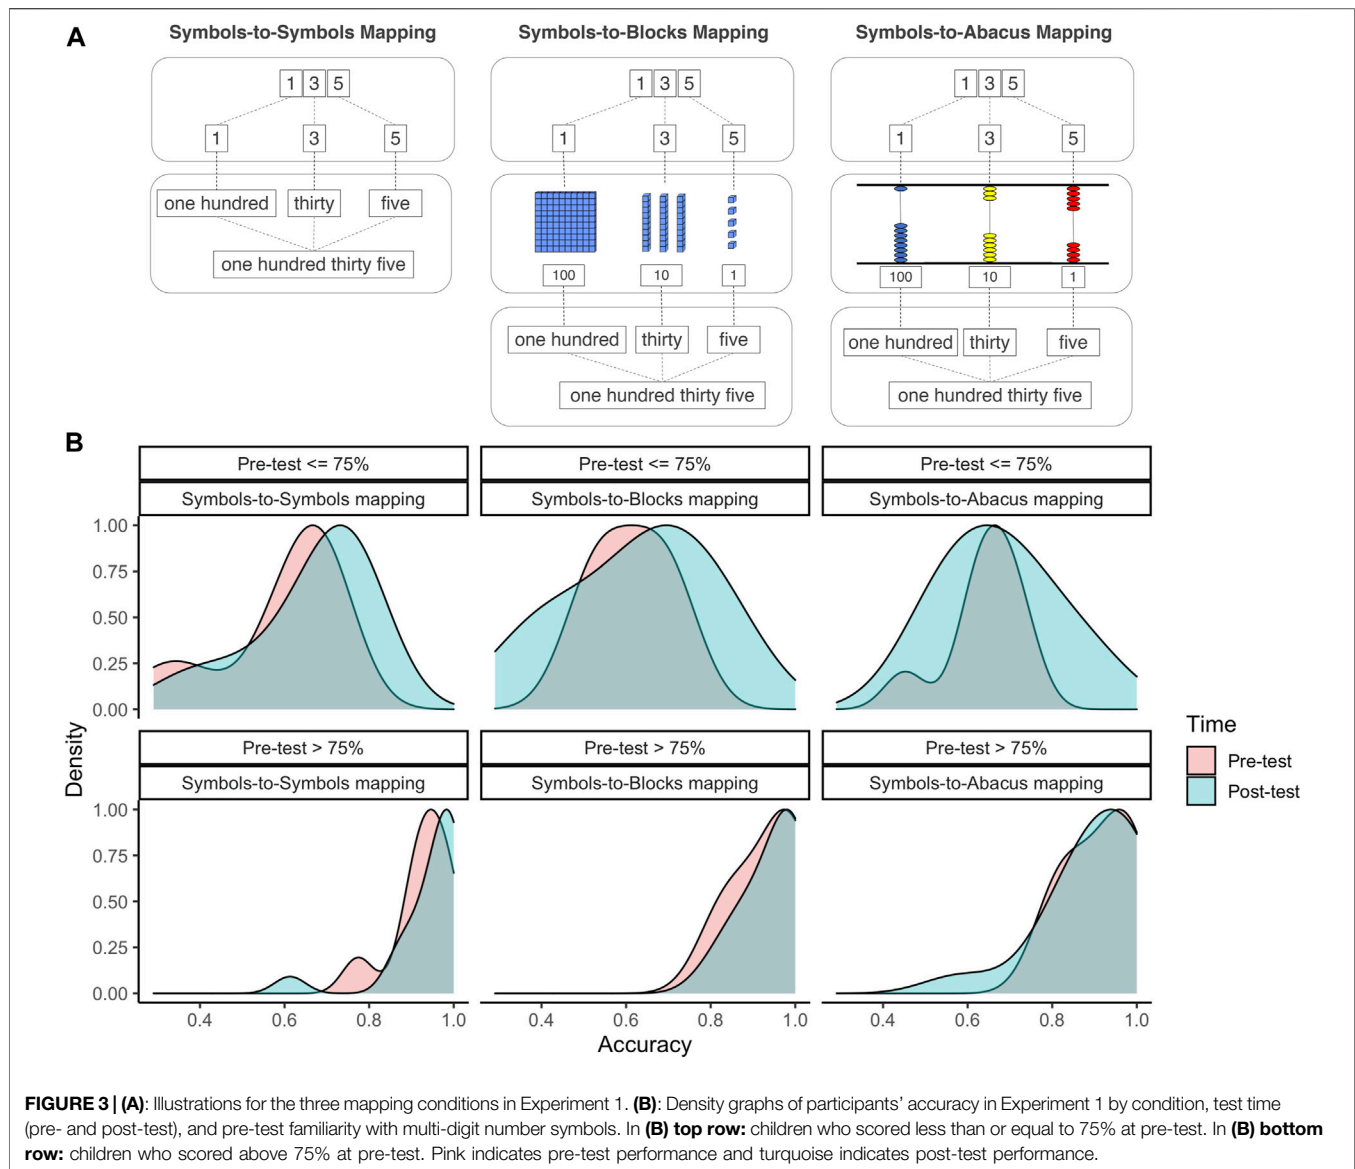 A
Symbols-to-Symbols Mapping
Symbols-to-Blocks Mapping
Symbols-to-Abacus Mapping
1 3 5
1 3 5
1 3 5
1 3 5
1 3 5
1 3 5
one hundred thirty five
one hundred thirty five
100 10 1
100 10 1
one hundred thirty five
one hundred thirty five
one hundred thirty five
one hundred thirty five
B
Pre-test <= 75%
Pre-test <= 75%
Pre-test <= 75%
Symbols-to-Symbols mapping
Symbols-to-Blocks mapping
Symbols-to-Abacus mapping
1.00
0.75
0.50
0.25
0.00
Density
Pre-test > 75%
Pre-test > 75%
Pre-test > 75%
Symbols-to-Symbols mapping
Symbols-to-Blocks mapping
Symbols-to-Abacus mapping
1.00
0.75
0.50
0.25
0.00
0.4 0.6 0.8 1.0
0.4 0.6 0.8 1.0
0.4 0.6 0.8 1.0
Accuracy
Time
Pre-test
Post-test
FIGURE 3 | (A): Illustrations for the three mapping conditions in Experiment 1. (B): Density graphs of participants' accuracy in Experiment 1 by condition, test time
(pre- and post-test), and pre-test familiarity with multi-digit number symbols. In (B) top row: children who scored less than or equal to 75% at pre-test. In (B) bottom
row: children who scored above 75% at pre-test. Pink indicates pre-test performance and turquoise indicates post-test performance.